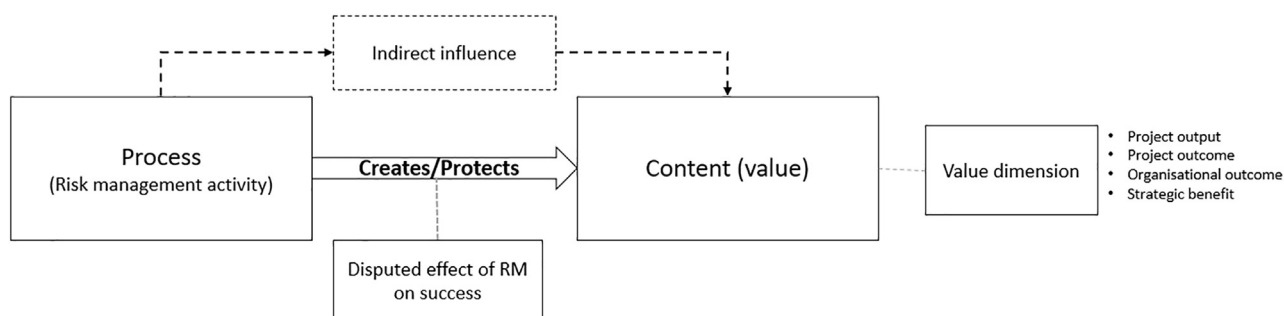 Indirect influence
Process
(Risk management activity)
Creates/Protects
Content (value)
Value dimension
• Project output
• Project outcome
• Organisational outcome
• Strategic benefit
Disputed effect of RM
on success